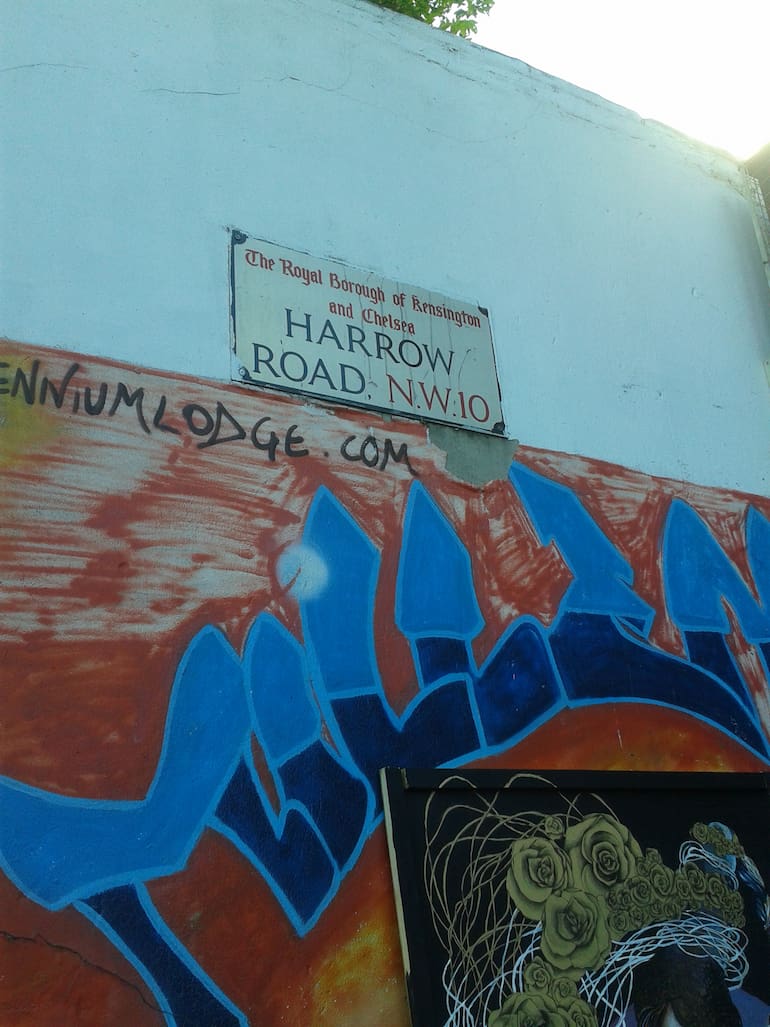 The Royal Borough of Kensington
and Chelsea
HARROW
ROAD, N.W.10
ENNIUMLODGE.COM